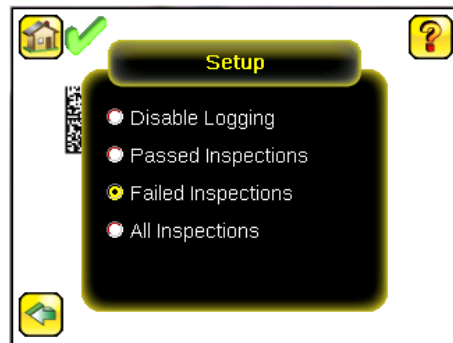 Setup
Disable Logging
Passed Inspections
Failed Inspections
All Inspections